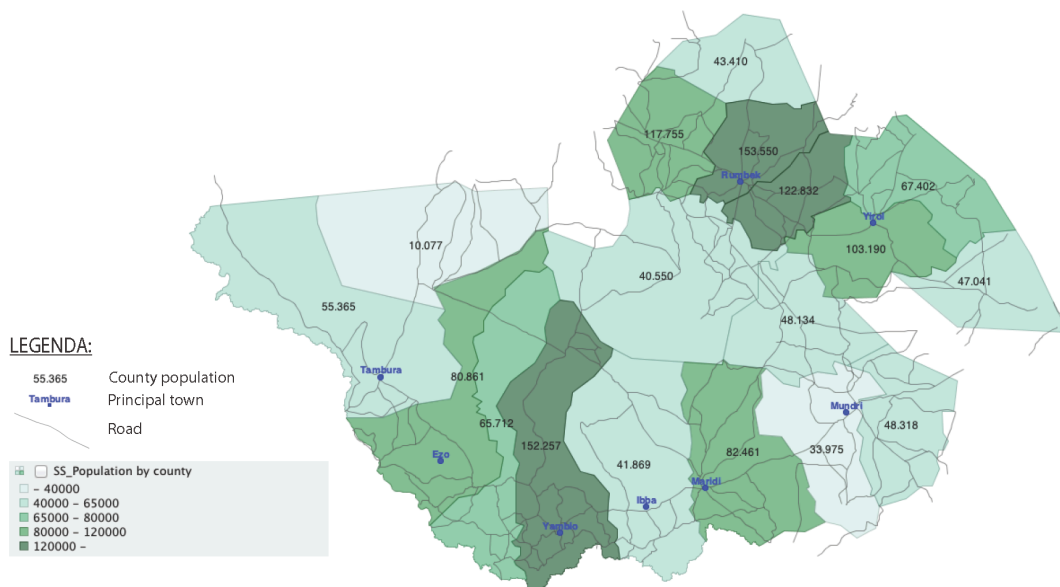 43.410
117.755
153.550
Rumbek
122.832
67.402
Yirol
103.190
10.077
40.550
47.041
55.365
48.134
LEGENDA:
55.365 County population
Tambura Principal town
Road
Tambura
80.861
65.712
Mundri
48.318
Ezo
152.257
41.869
82.461
33.975
Maridi
Ibba
Yambio
SS_Population by county
- 40000
40000 - 65000
65000 - 80000
80000 - 120000
120000 -